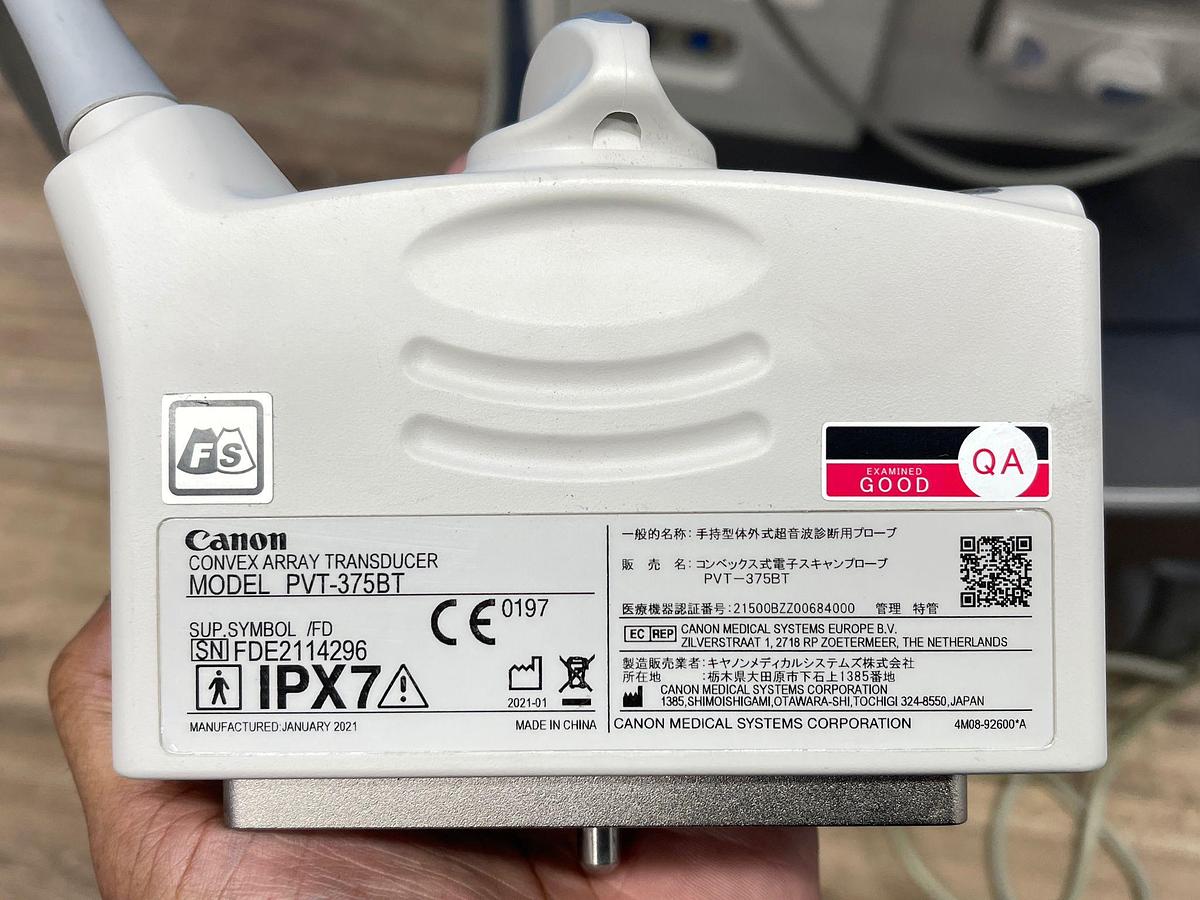 FS
EXAMINED
GOOD
QA
Canon
CONVEX ARRAY TRANSDUCER
MODEL PVT-375BT
CE 0197
SUP.SYMBOL /FD
SN FDE2114296
IPX7
2021-01
MANUFACTURED:JANUARY 2021
MADE IN CHINA
一般的名称:手持型体外式超音波診断用プローブ
販 売 名:コンベックス式電子スキャンプローブ
PVT-375BT
医療機器認証番号:21500BZZ00684000 管理 特管
EC REP CANON MEDICAL SYSTEMS EUROPE B.V.
ZILVERSTRAAT 1, 2718 RP ZOETERMEER, THE NETHERLANDS
製造販売業者:キヤノンメディカルシステムズ株式会社
所在地 :栃木県大田原市下石上1385番地
CANON MEDICAL SYSTEMS CORPORATION
1385,SHIMOISHIGAMI,OTAWARA-SHI,TOCHIGI 324-8550,JAPAN
CANON MEDICAL SYSTEMS CORPORATION
4M08-92600*A